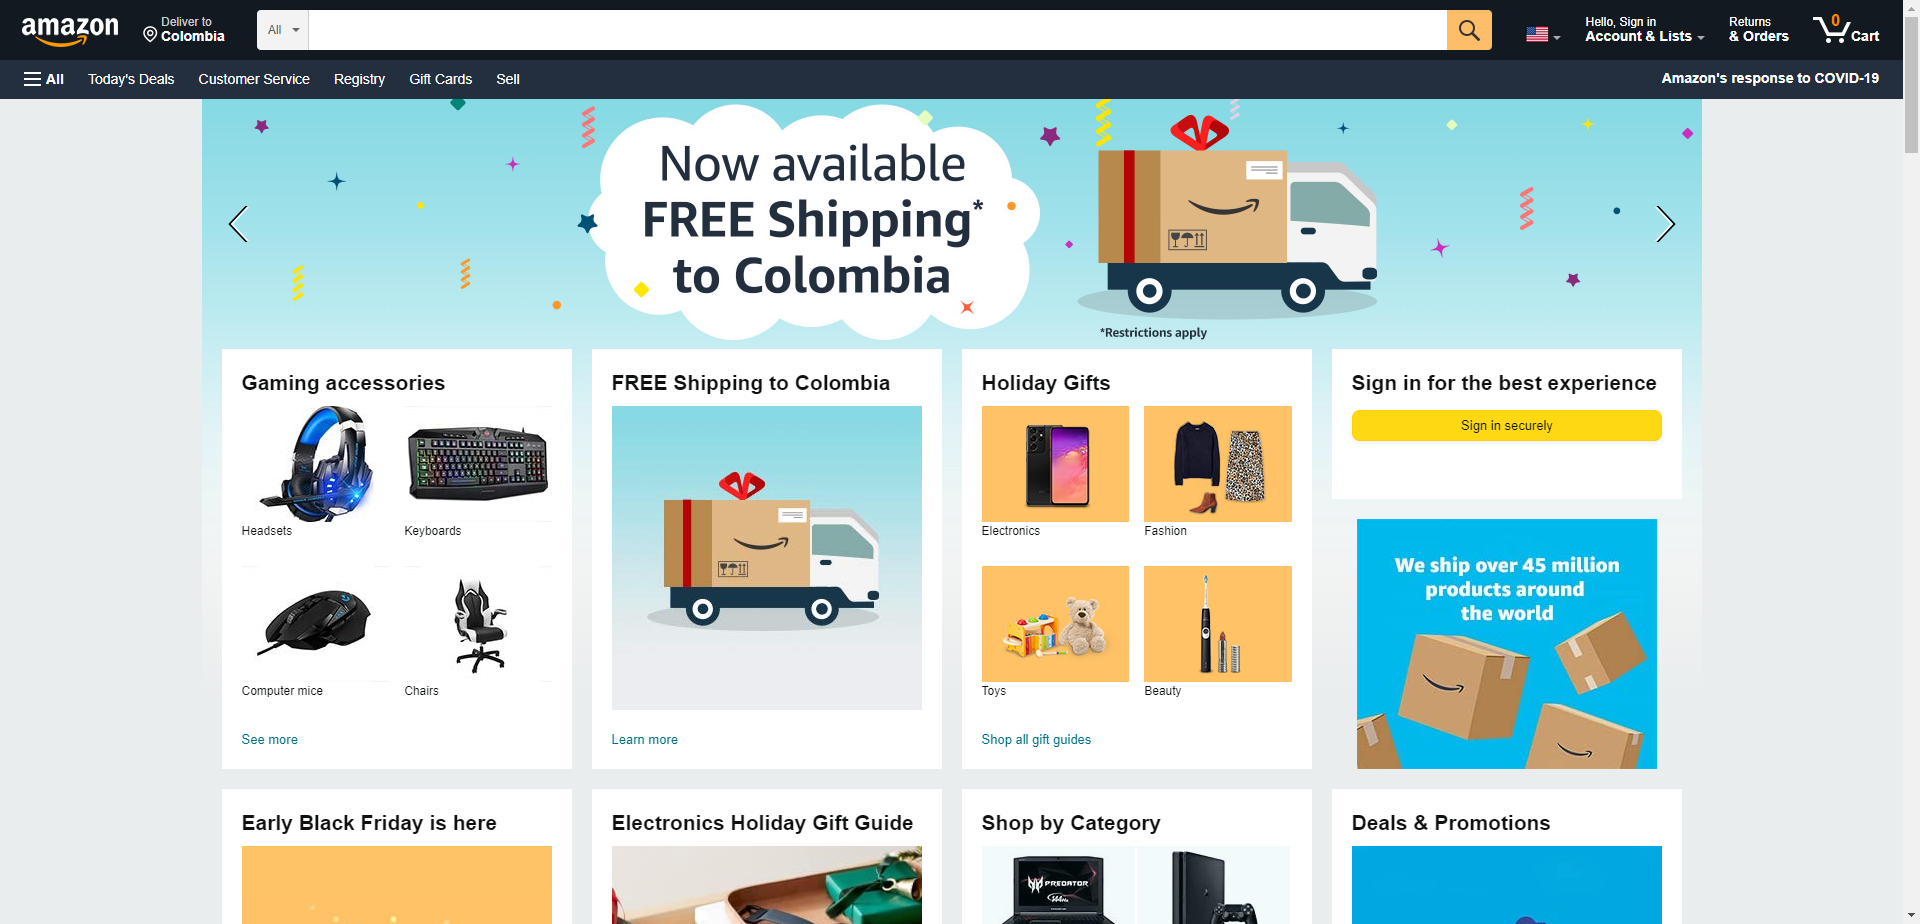 amazon
Deliver to
Colombia
All
Hello, Sign in
Account & Lists
Returns
& Orders
0
Cart
All
Today's Deals
Customer Service
Registry
Gift Cards
Sell
Amazon's response to COVID-19
Now available
FREE Shipping*
to Colombia
*Restrictions apply
Gaming accessories
Headsets
Keyboards
Computer mice
Chairs
See more
FREE Shipping to Colombia
Learn more
Holiday Gifts
Electronics
Fashion
Toys
Beauty
Shop all gift guides
Sign in for the best experience
Sign in securely
We ship over 45 million
products around
the world
Early Black Friday is here
Electronics Holiday Gift Guide
Shop by Category
PREDATOR
Deals & Promotions